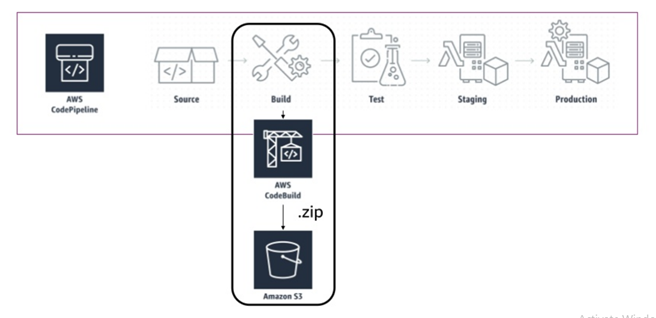 AWS
CodePipeline
</>
Source
Build
Test
Staging
Production
</>
</>
AWS
CodeBuild
.zip
Amazon S3